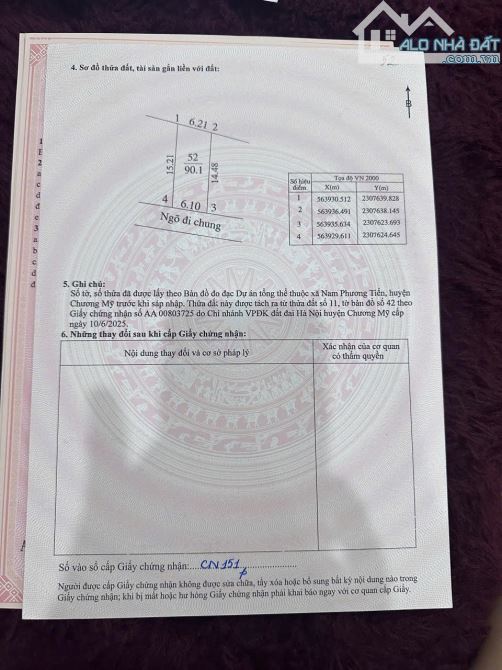 ALO NHÀ ĐẤT
.com.vn
52
4. Sơ đồ thửa đất, tài sản gắn liền với đất:
B
1 6.21 2
15.21
52
90.1
14.48
4 6.10 3
Ngõ đi chung
Số hiệu điểm Tọa độ VN 2000
X(m) Y(m)
1 563930.512 2307639.828
2 563936.491 2307638.145
3 563935.634 2307623.693
4 563929.611 2307624.645
5. Ghi chú:
Số tờ, số thửa đã được lấy theo Bản đồ đo đạc Dự án tổng thể thuộc xã Nam Phương Tiến, huyện
Chương Mỹ trước khi sáp nhập. Thửa đất này được tách ra từ thửa đất số 11, tờ bản đồ số 42 theo
Giấy chứng nhận số AA 00803725 do Chi nhánh VPĐK đất đai Hà Nội huyện Chương Mỹ cấp
ngày 10/6/2025.
6. Những thay đổi sau khi cấp Giấy chứng nhận:
Nội dung thay đổi và cơ sở pháp lý
Xác nhận của cơ quan
có thẩm quyền
Số vào sổ cấp Giấy chứng nhận:....CN151......................
Người được cấp Giấy chứng nhận không được sửa chữa, tẩy xóa hoặc bổ sung bất kỳ nội dung nào trong
Giấy chứng nhận; khi bị mất hoặc hư hỏng Giấy chứng nhận phải khai báo ngay với cơ quan cấp Giấy.